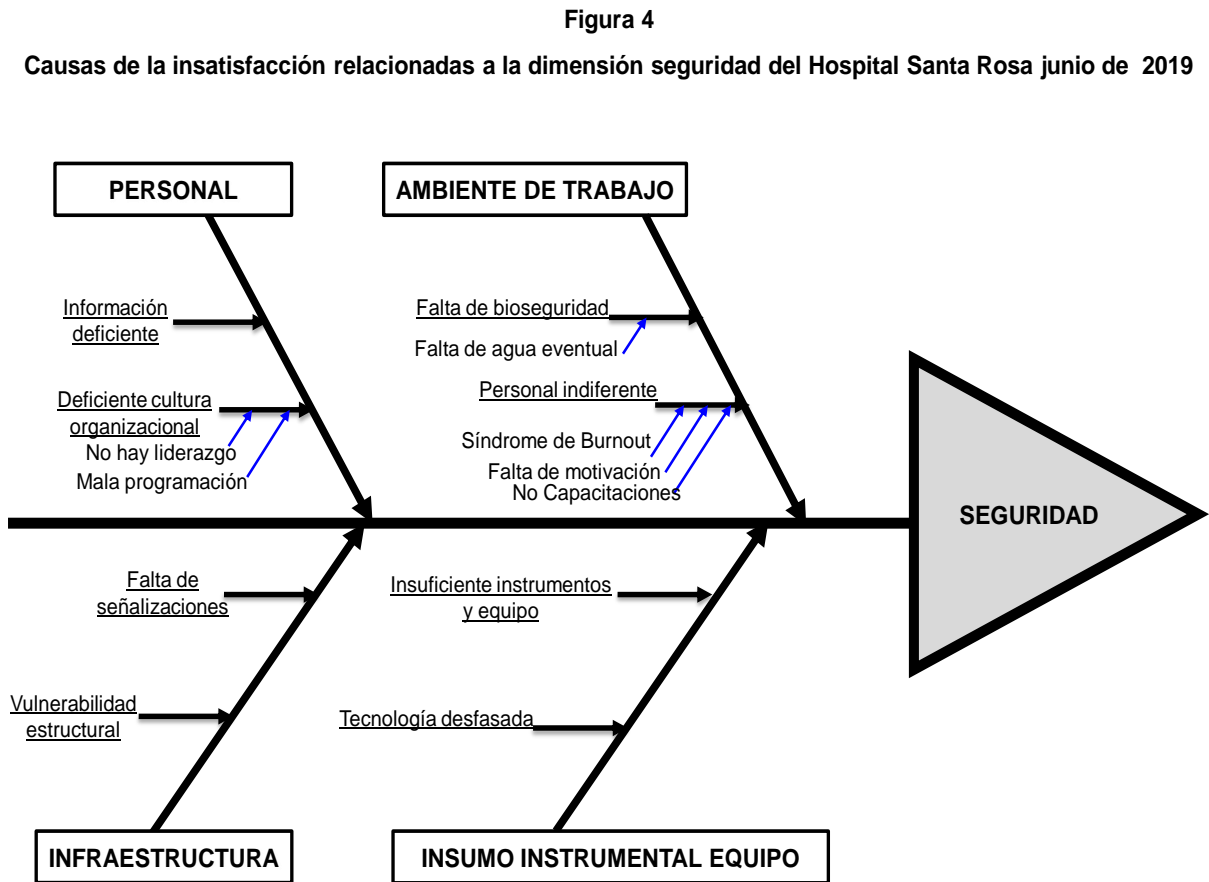 Figura 4
Causas de la insatisfacción relacionadas a la dimensión seguridad del Hospital Santa Rosa junio de 2019
PERSONAL
AMBIENTE DE TRABAJO
Información
deficiente
Deficiente cultura
organizacional
No hay liderazgo
Mala programación
Falta de bioseguridad
Falta de agua eventual
Personal indiferente
Síndrome de Burnout
Falta de motivación
No Capacitaciones
SEGURIDAD
Falta de
señalizaciones
Vulnerabilidad
estructural
Insuficiente instrumentos
y equipo
Tecnología desfasada
INFRAESTRUCTURA
INSUMO INSTRUMENTAL EQUIPO